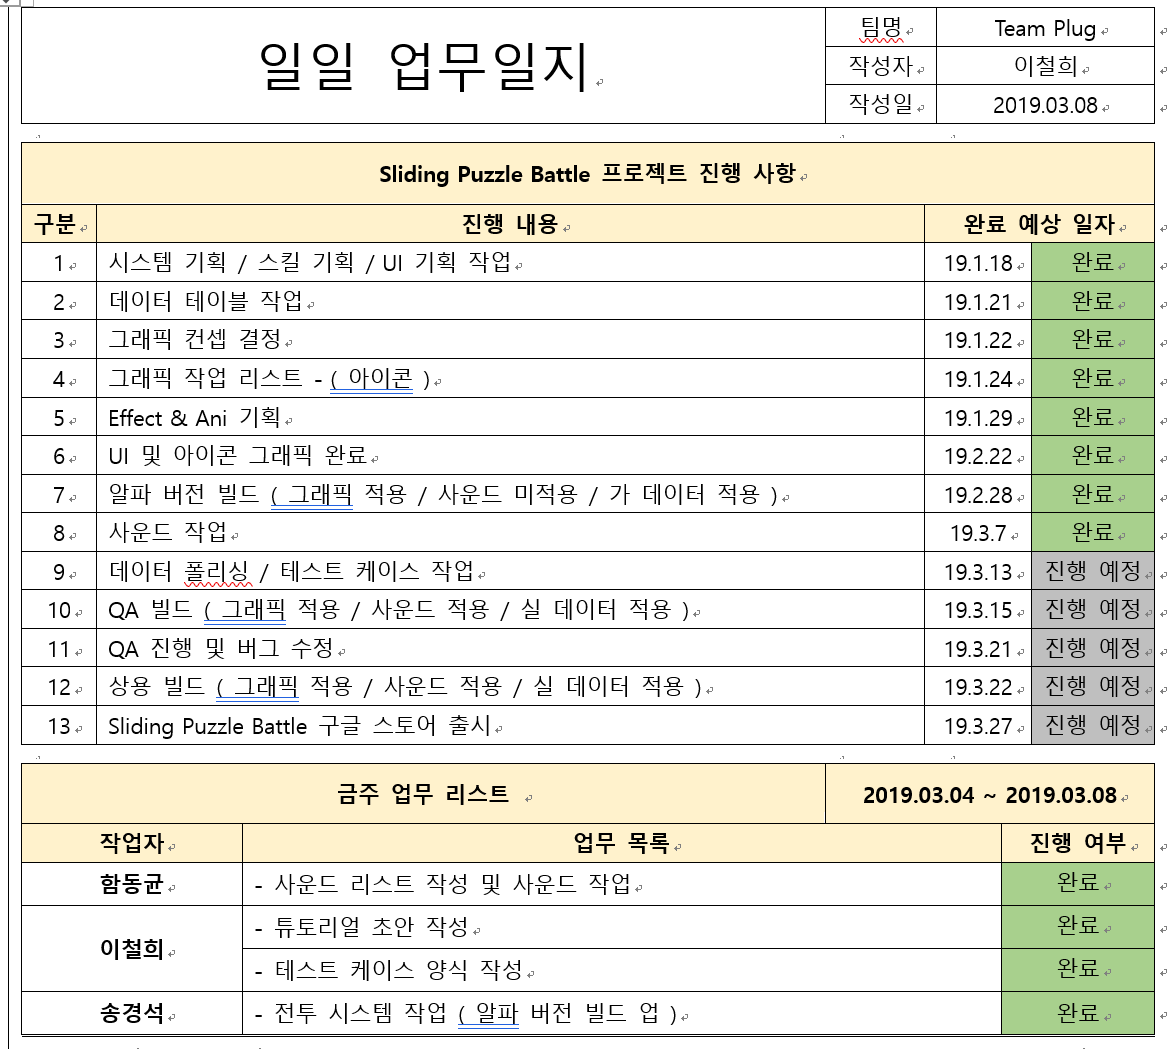 일일 업무일지
팀명 Team Plug
작성자 이철희
작성일 2019.03.08
Sliding Puzzle Battle 프로젝트 진행 사항
구분 진행 내용 완료 예상 일자
1 시스템 기획 / 스킬 기획 / UI 기획 작업 19.1.18 완료
2 데이터 테이블 작업 19.1.21 완료
3 그래픽 컨셉 결정 19.1.22 완료
4 그래픽 작업 리스트 - ( 아이콘 ) 19.1.24 완료
5 Effect & Ani 기획 19.1.29 완료
6 UI 및 아이콘 그래픽 완료 19.2.22 완료
7 알파 버전 빌드 ( 그래픽 적용 / 사운드 미적용 / 가 데이터 적용 ) 19.2.28 완료
8 사운드 작업 19.3.7 완료
9 데이터 폴리싱 / 테스트 케이스 작업 19.3.13 진행 예정
10 QA 빌드 ( 그래픽 적용 / 사운드 적용 / 실 데이터 적용 ) 19.3.15 진행 예정
11 QA 진행 및 버그 수정 19.3.21 진행 예정
12 상용 빌드 ( 그래픽 적용 / 사운드 적용 / 실 데이터 적용 ) 19.3.22 진행 예정
13 Sliding Puzzle Battle 구글 스토어 출시 19.3.27 진행 예정
금주 업무 리스트 2019.03.04 ~ 2019.03.08
작업자 업무 목록 진행 여부
함동균 - 사운드 리스트 작성 및 사운드 작업 완료
이철희 - 튜토리얼 초안 작성 완료
- 테스트 케이스 양식 작성 완료
송경석 - 전투 시스템 작업 ( 알파 버전 빌드 업 ) 완료